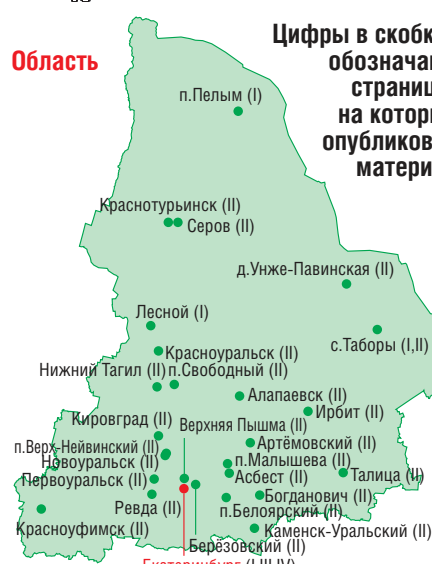 Цифры в скобк
обозначаю
страниц
на котор
опубликов
матери
Область
п.Пелым (I)
Краснотурьинск (II)
Серов (II)
д.Унже-Павинская (II)
Лесной (I)
с.Таборы (I,II)
Красноуральск (II)
Нижний Тагил (II)
п.Свободный (II)
Алапаевск (II)
Ирбит (II)
Кировград (II)
Верхняя Пышма (II)
Артёмовский (II)
п.Верх-Нейвинский (II)
Новоуральск (II)
п.Малышева (II)
Асбест (II)
Талица (II)
Первоуральск (II)
Богданович (II)
Ревда (II)
п.Белоярский (II)
Красноуфимск (II)
Каменск-Уральский (II)
Берёзовский (II)
Екатеринбург